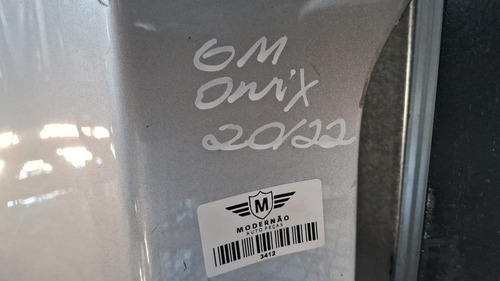 GM
Onix
20/22
M
MODERNÃO
AUTO PEÇAS
3412